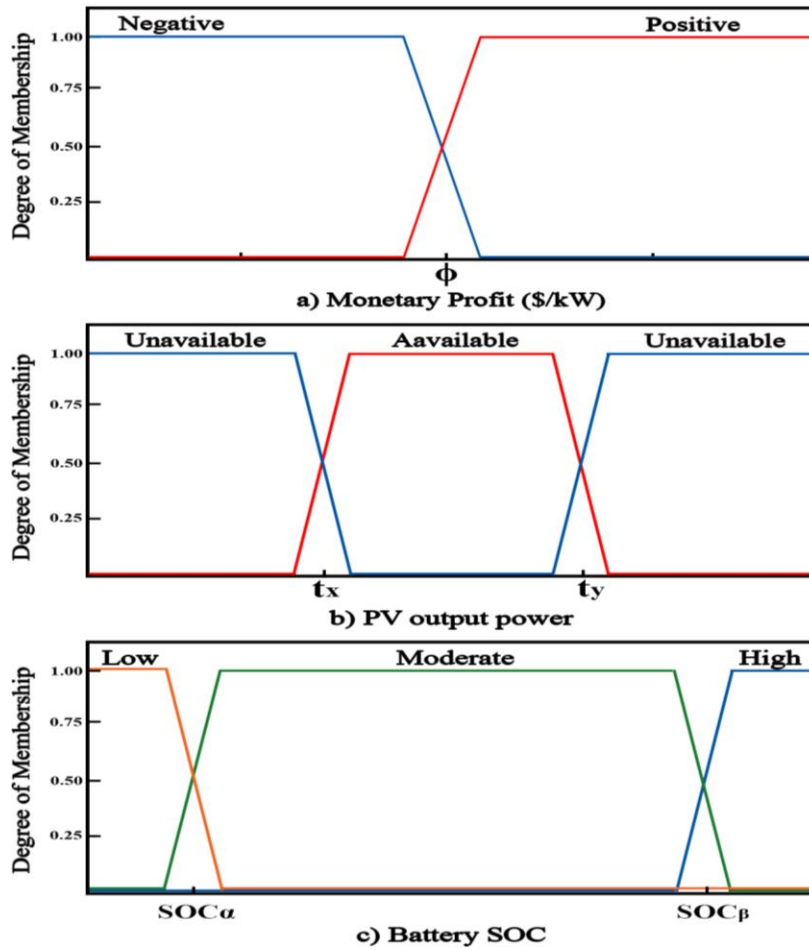 Negative Positive
1.00
0.75
0.50
0.25
Degree of Membership
ϕ
a) Monetary Profit ($/kW)
Unavailable Aavailable Unavailable
1.00
0.75
0.50
0.25
Degree of Membership
tx ty
b) PV output power
Low Moderate High
1.00
0.75
0.50
0.25
Degree of Membership
SOCα SOCβ
c) Battery SOC